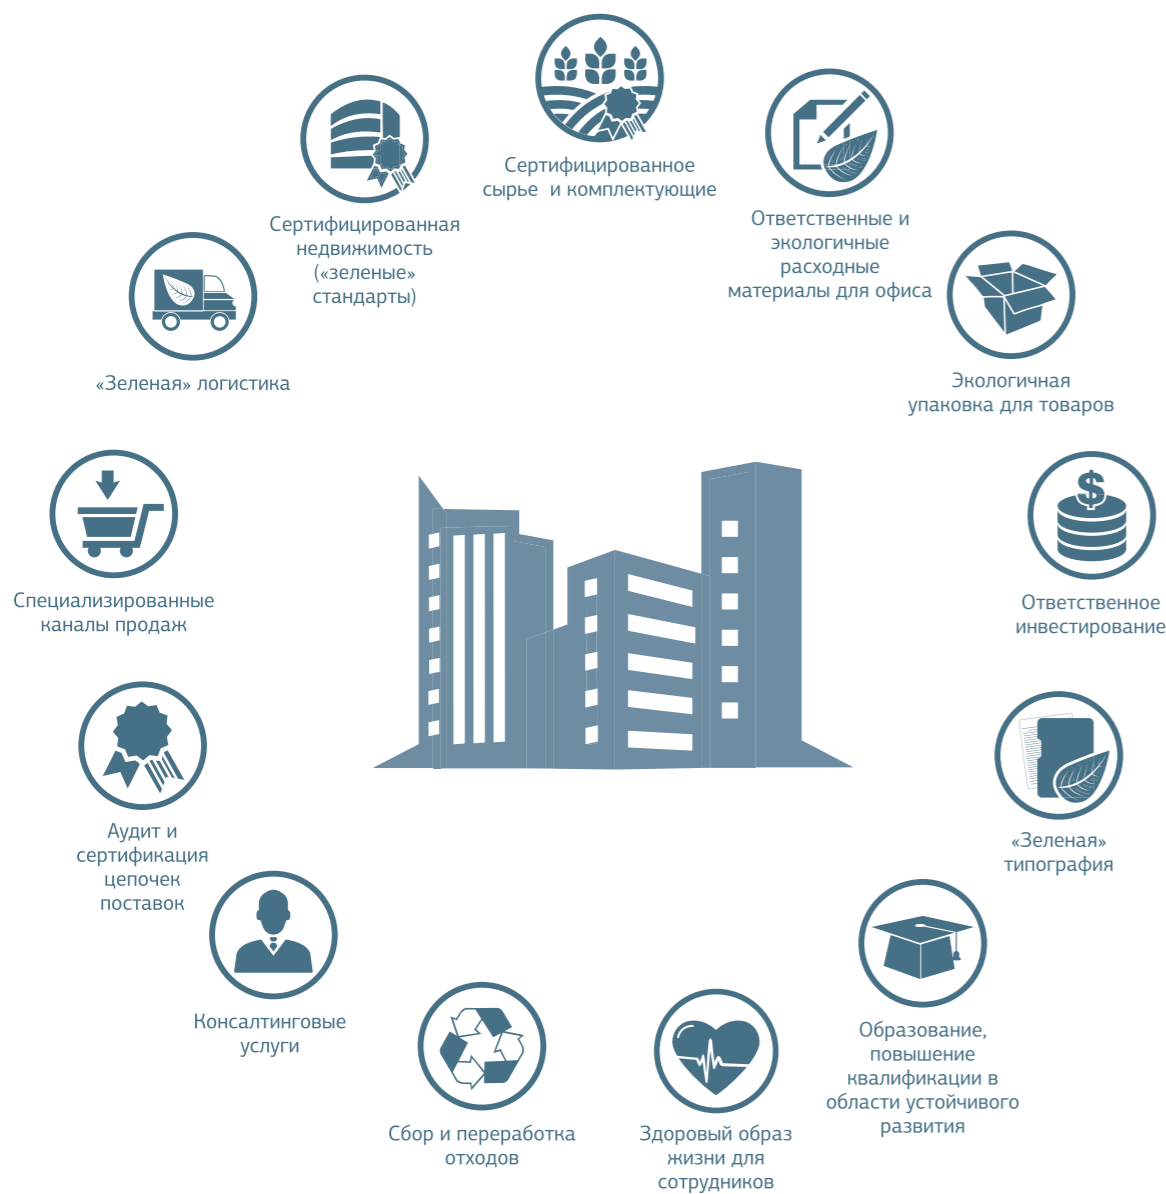 Сертифицированное
сырье и комплектующие
Ответственные и
экологичные
расходные
материалы для офиса
Экологичная
упаковка для товаров
$
Ответственное
инвестирование
«Зеленая»
типография
Образование,
повышение
квалификации в
области устойчивого
развития
Здоровый образ
жизни для
сотрудников
Сбор и переработка
отходов
Консалтинговые
услуги
Аудит и
сертификация
цепочек
поставок
Специализированные
каналы продаж
«Зеленая» логистика
Сертифицированная
недвижимость
(«зеленые»
стандарты)